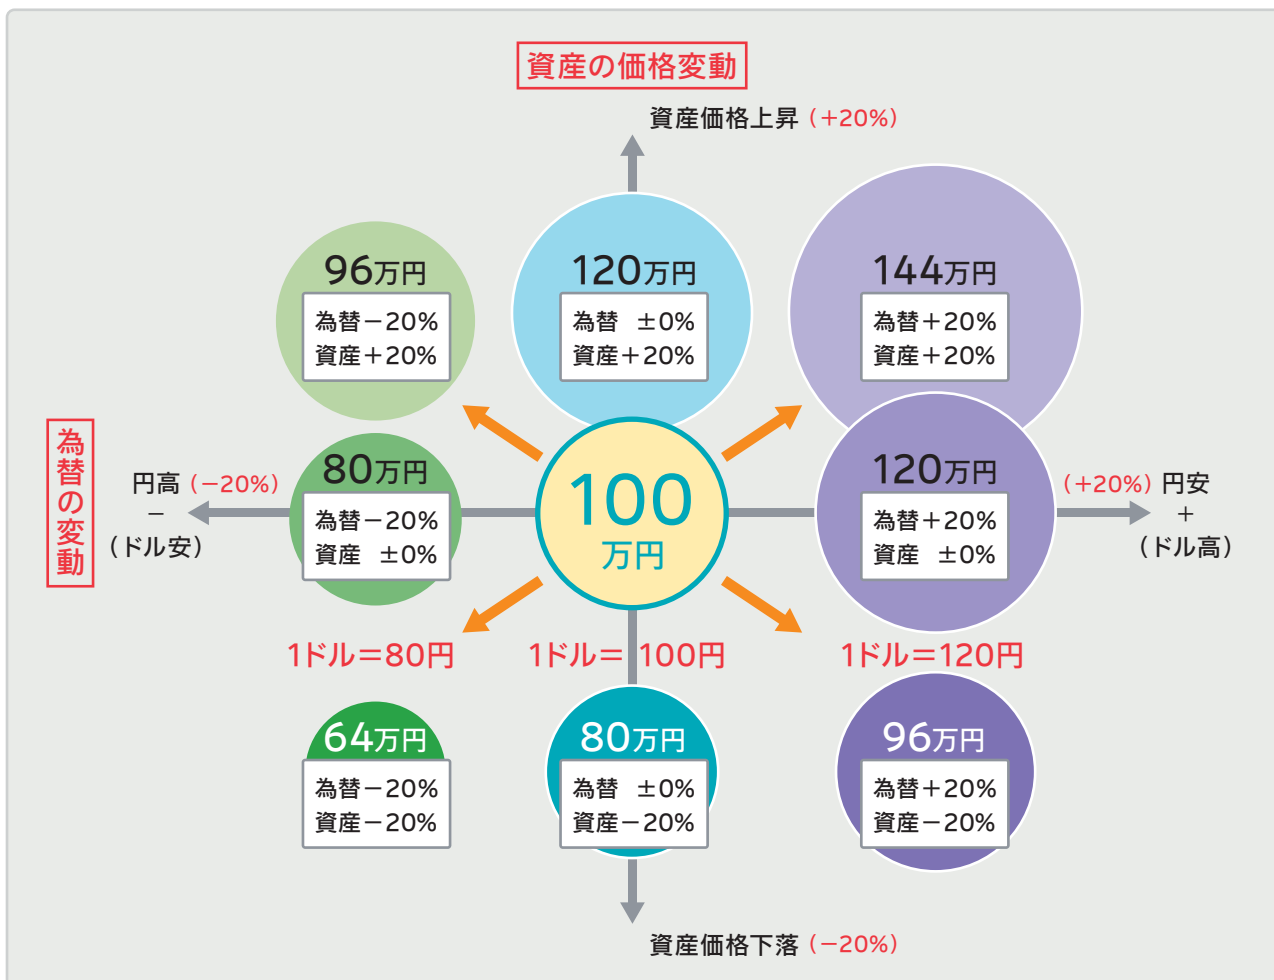 資産の価格変動
資産価格上昇（＋20%）
96万円
為替－20%
資産＋20%
120万円
為替 ±0%
資産＋20%
144万円
為替＋20%
資産＋20%
為替の変動
円高（－20%）
－
（ドル安）
80万円
為替－20%
資産 ±0%
100
万円
120万円
為替＋20%
資産 ±0%
（＋20%）円安
＋
（ドル高）
1ドル＝80円
1ドル＝100円
1ドル＝120円
64万円
為替－20%
資産－20%
80万円
為替 ±0%
資産－20%
96万円
為替＋20%
資産－20%
資産価格下落（－20%）